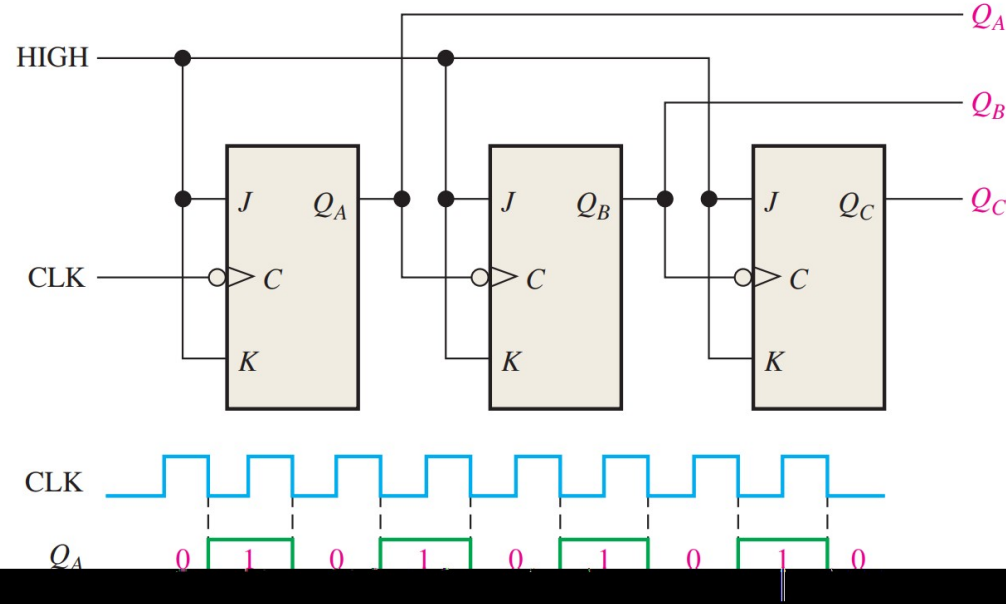 Q_A
HIGH
Q_B
J Q_A J Q_B J Q_C Q_C
CLK C C C
K K K
CLK
Q_A 0 1 0 1 0 1 0 1 0